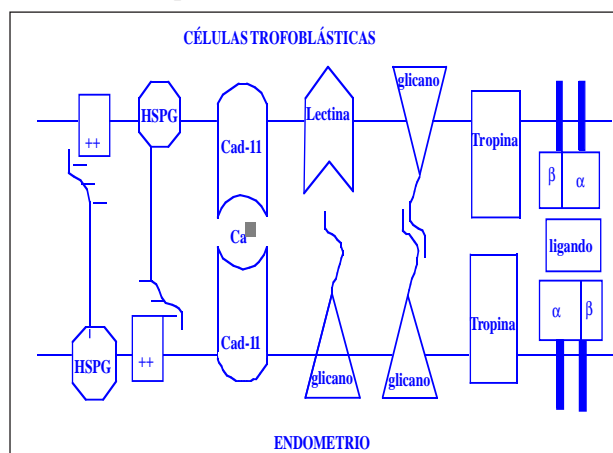 CÉLULAS TROFOBLÁSTICAS
glicano
HSPG
Lectina
++
Cad-11
Tropina
β α
Ca
ligando
α β
Tropina
Cad-11
++
HSPG
glicano
glicano
ENDOMETRIO